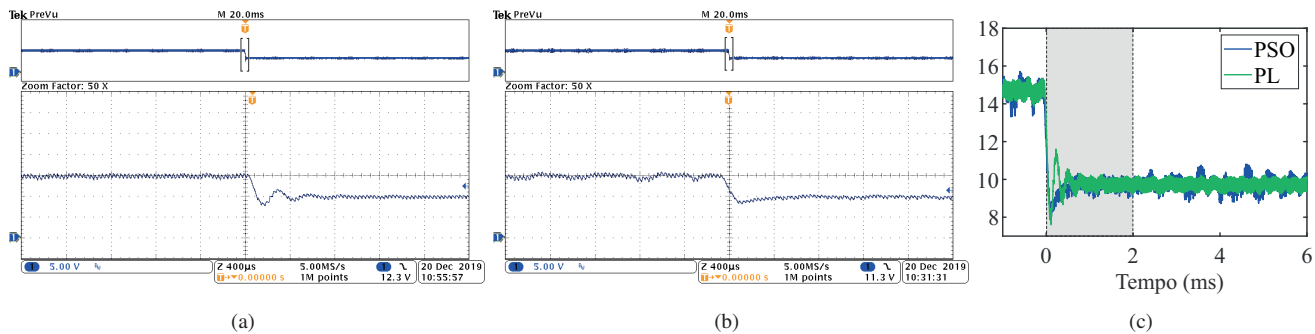 Tek PreVu
M 20.0ms
T
1
Zoom Factor: 50 X
T
1
1 5.00 V
Z 400µs
T→▾0.00000 s
5.00MS/s
1M points
1
12.3 V
20 Dec 2019
10:55:57
(a)
Tek PreVu
M 20.0ms
T
1
Zoom Factor: 50 X
T
1
1 5.00 V
Z 400µs
T→▾0.00000 s
5.00MS/s
1M points
1
11.3 V
20 Dec 2019
10:31:31
(b)
18
16
14
12
10
8
PSO
PL
0 2 4 6
Tempo (ms)
(c)